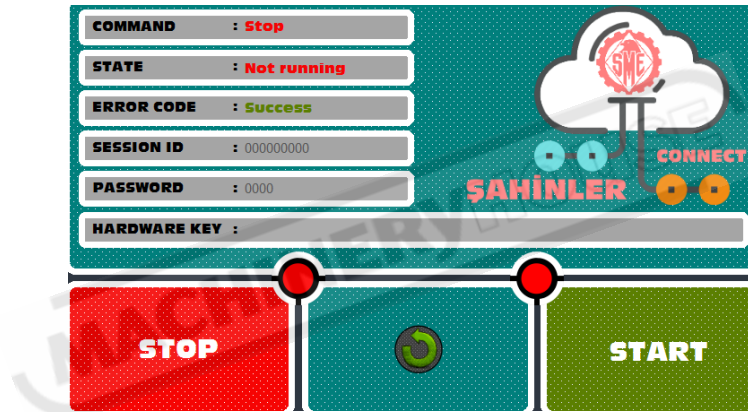 COMMAND : Stop
STATE : Not running
ERROR CODE : Success
SESSION ID : 000000000
PASSWORD : 0000
HARDWARE KEY :
SME
CONNECT
ŞAHİNLER
MACHINERYHOUSE
STOP
START